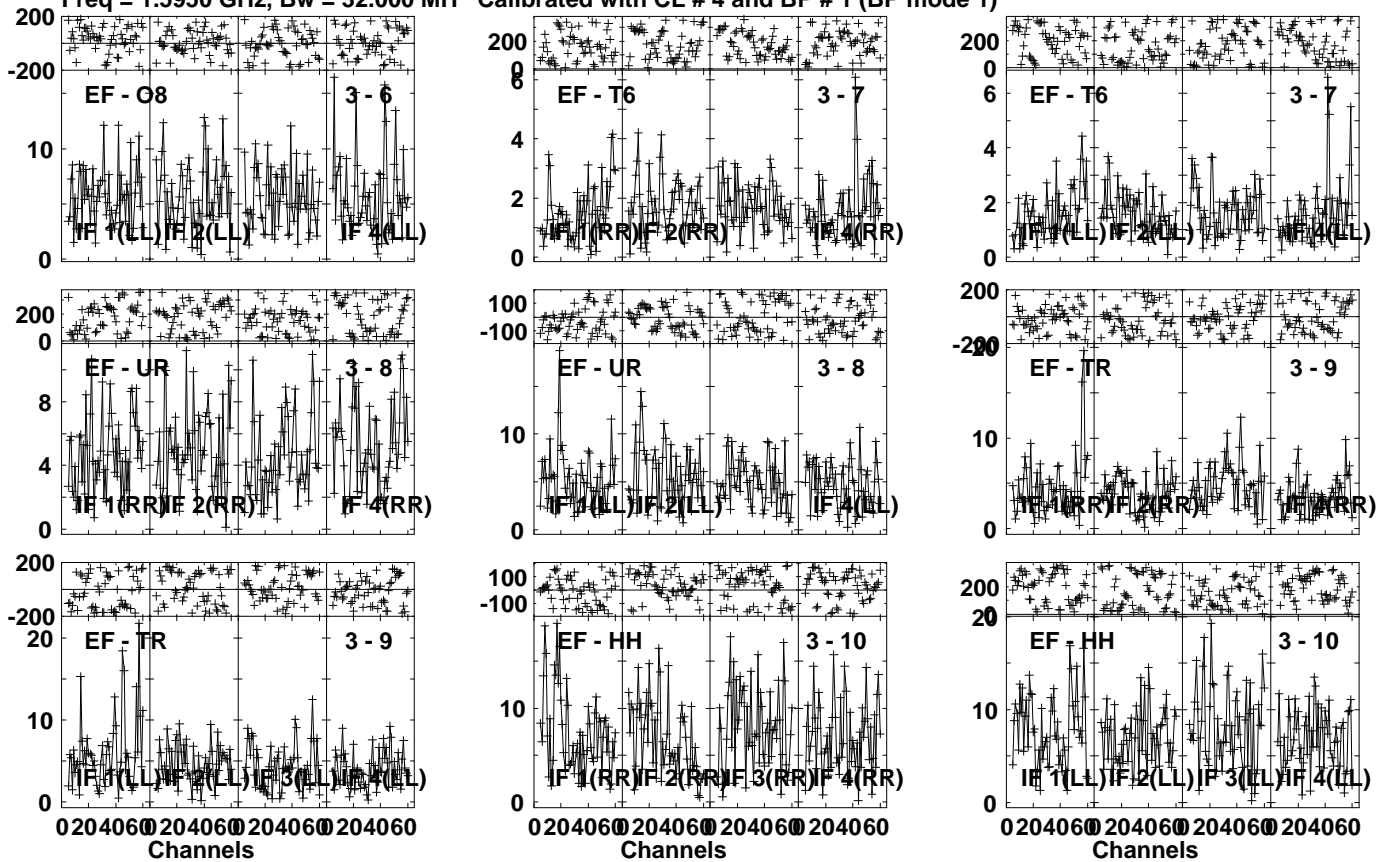 Freq = 1.5950 GHz, Bw = 32.000 MH Calibrated with CL # 4 and BP # 1 (BP mode 1)
200
-200
EF - O8 3 - 6
10
0
IF 1(LL) IF 2(LL) IF 4(LL)
200
0
EF - T6 3 - 7
6
4
2
0
IF 1(RR) IF 2(RR) IF 4(RR)
200
0
EF - T6 3 - 7
6
4
2
0
IF 1(LL) IF 2(LL) IF 4(LL)
200
0
EF - UR 3 - 8
8
4
0
IF 1(RR) IF 2(RR) IF 4(RR)
100
-100
EF - UR 3 - 8
10
0
IF 1(LL) IF 2(LL) IF 4(LL)
200
-200
20
EF - TR 3 - 9
10
0
IF 1(RR) IF 2(RR) IF 4(RR)
200
-200
20
EF - TR 3 - 9
10
0
IF 1(LL) IF 2(LL) IF 3(LL) IF 4(LL)
0 20 40 60 0 20 40 60 0 20 40 60 0 20 40 60
Channels
100
-100
EF - HH 3 - 10
10
0
IF 1(RR) IF 2(RR) IF 3(RR) IF 4(RR)
0 20 40 60 0 20 40 60 0 20 40 60 0 20 40 60
Channels
200
0
20
EF - HH 3 - 10
10
0
IF 1(LL) IF 2(LL) IF 3(LL) IF 4(LL)
0 20 40 60 0 20 40 60 0 20 40 60 0 20 40 60
Channels